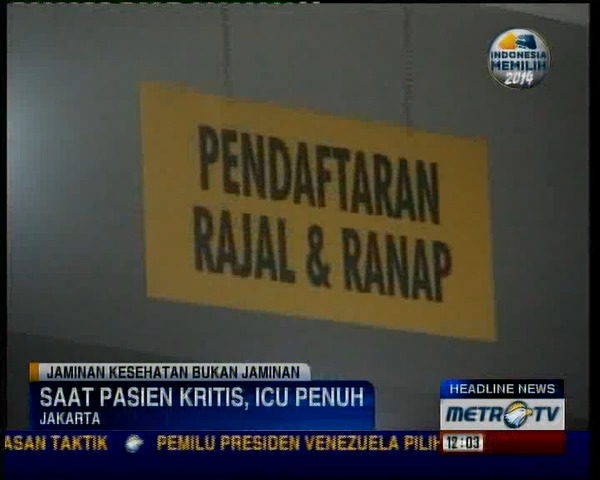 INDONESIA
MEMILIH
2014
PENDAFTARAN
RAJAL & RANAP
JAMINAN KESEHATAN BUKAN JAMINAN
SAAT PASIEN KRITIS, ICU PENUH
JAKARTA
HEADLINE NEWS
METRO TV
12:03
ASAN TAKTIK PEMILU PRESIDEN VENEZUELA PILIH